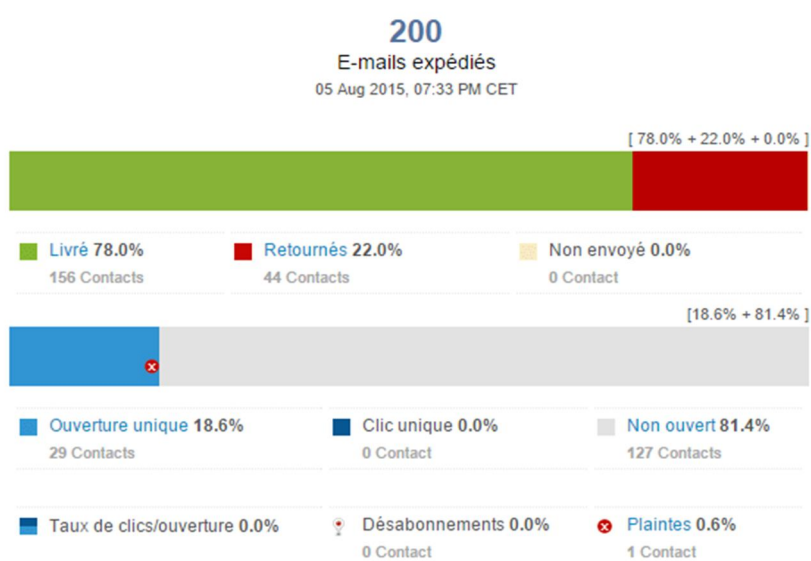 200
E-mails expédiés
05 Aug 2015, 07:33 PM CET
[ 78.0% + 22.0% + 0.0% ]
Livré 78.0%
156 Contacts
Retournés 22.0%
44 Contacts
Non envoyé 0.0%
0 Contact
[18.6% + 81.4% ]
Ouverture unique 18.6%
29 Contacts
Clic unique 0.0%
0 Contact
Non ouvert 81.4%
127 Contacts
Taux de clics/ouverture 0.0%
Désabonnements 0.0%
0 Contact
Plaintes 0.6%
1 Contact